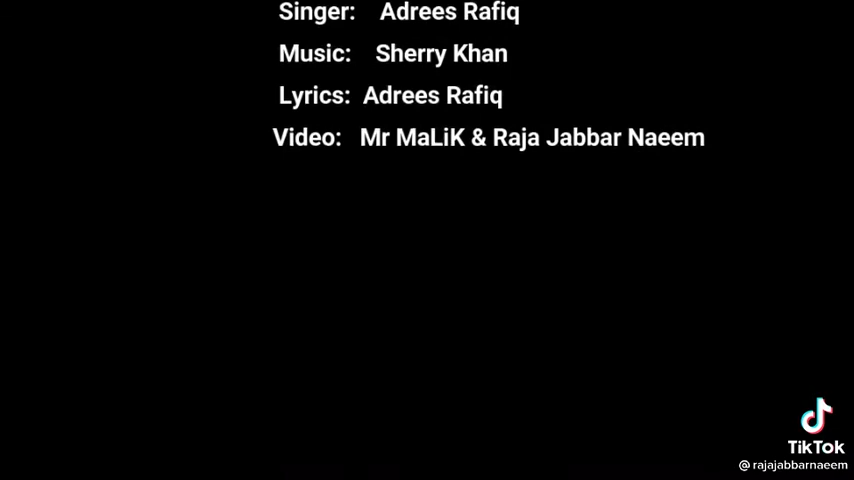 Singer: Adrees Rafiq
Music: Sherry Khan
Lyrics: Adrees Rafiq
Video: Mr MaLiK & Raja Jabbar Naeem
TikTok
@rajajabbarnaeem